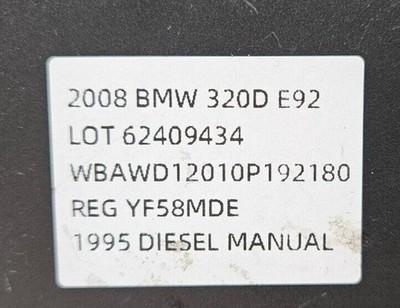 2008 BMW 320D E92
LOT 62409434
WBAWD12010P192180
REG YF58MDE
1995 DIESEL MANUAL